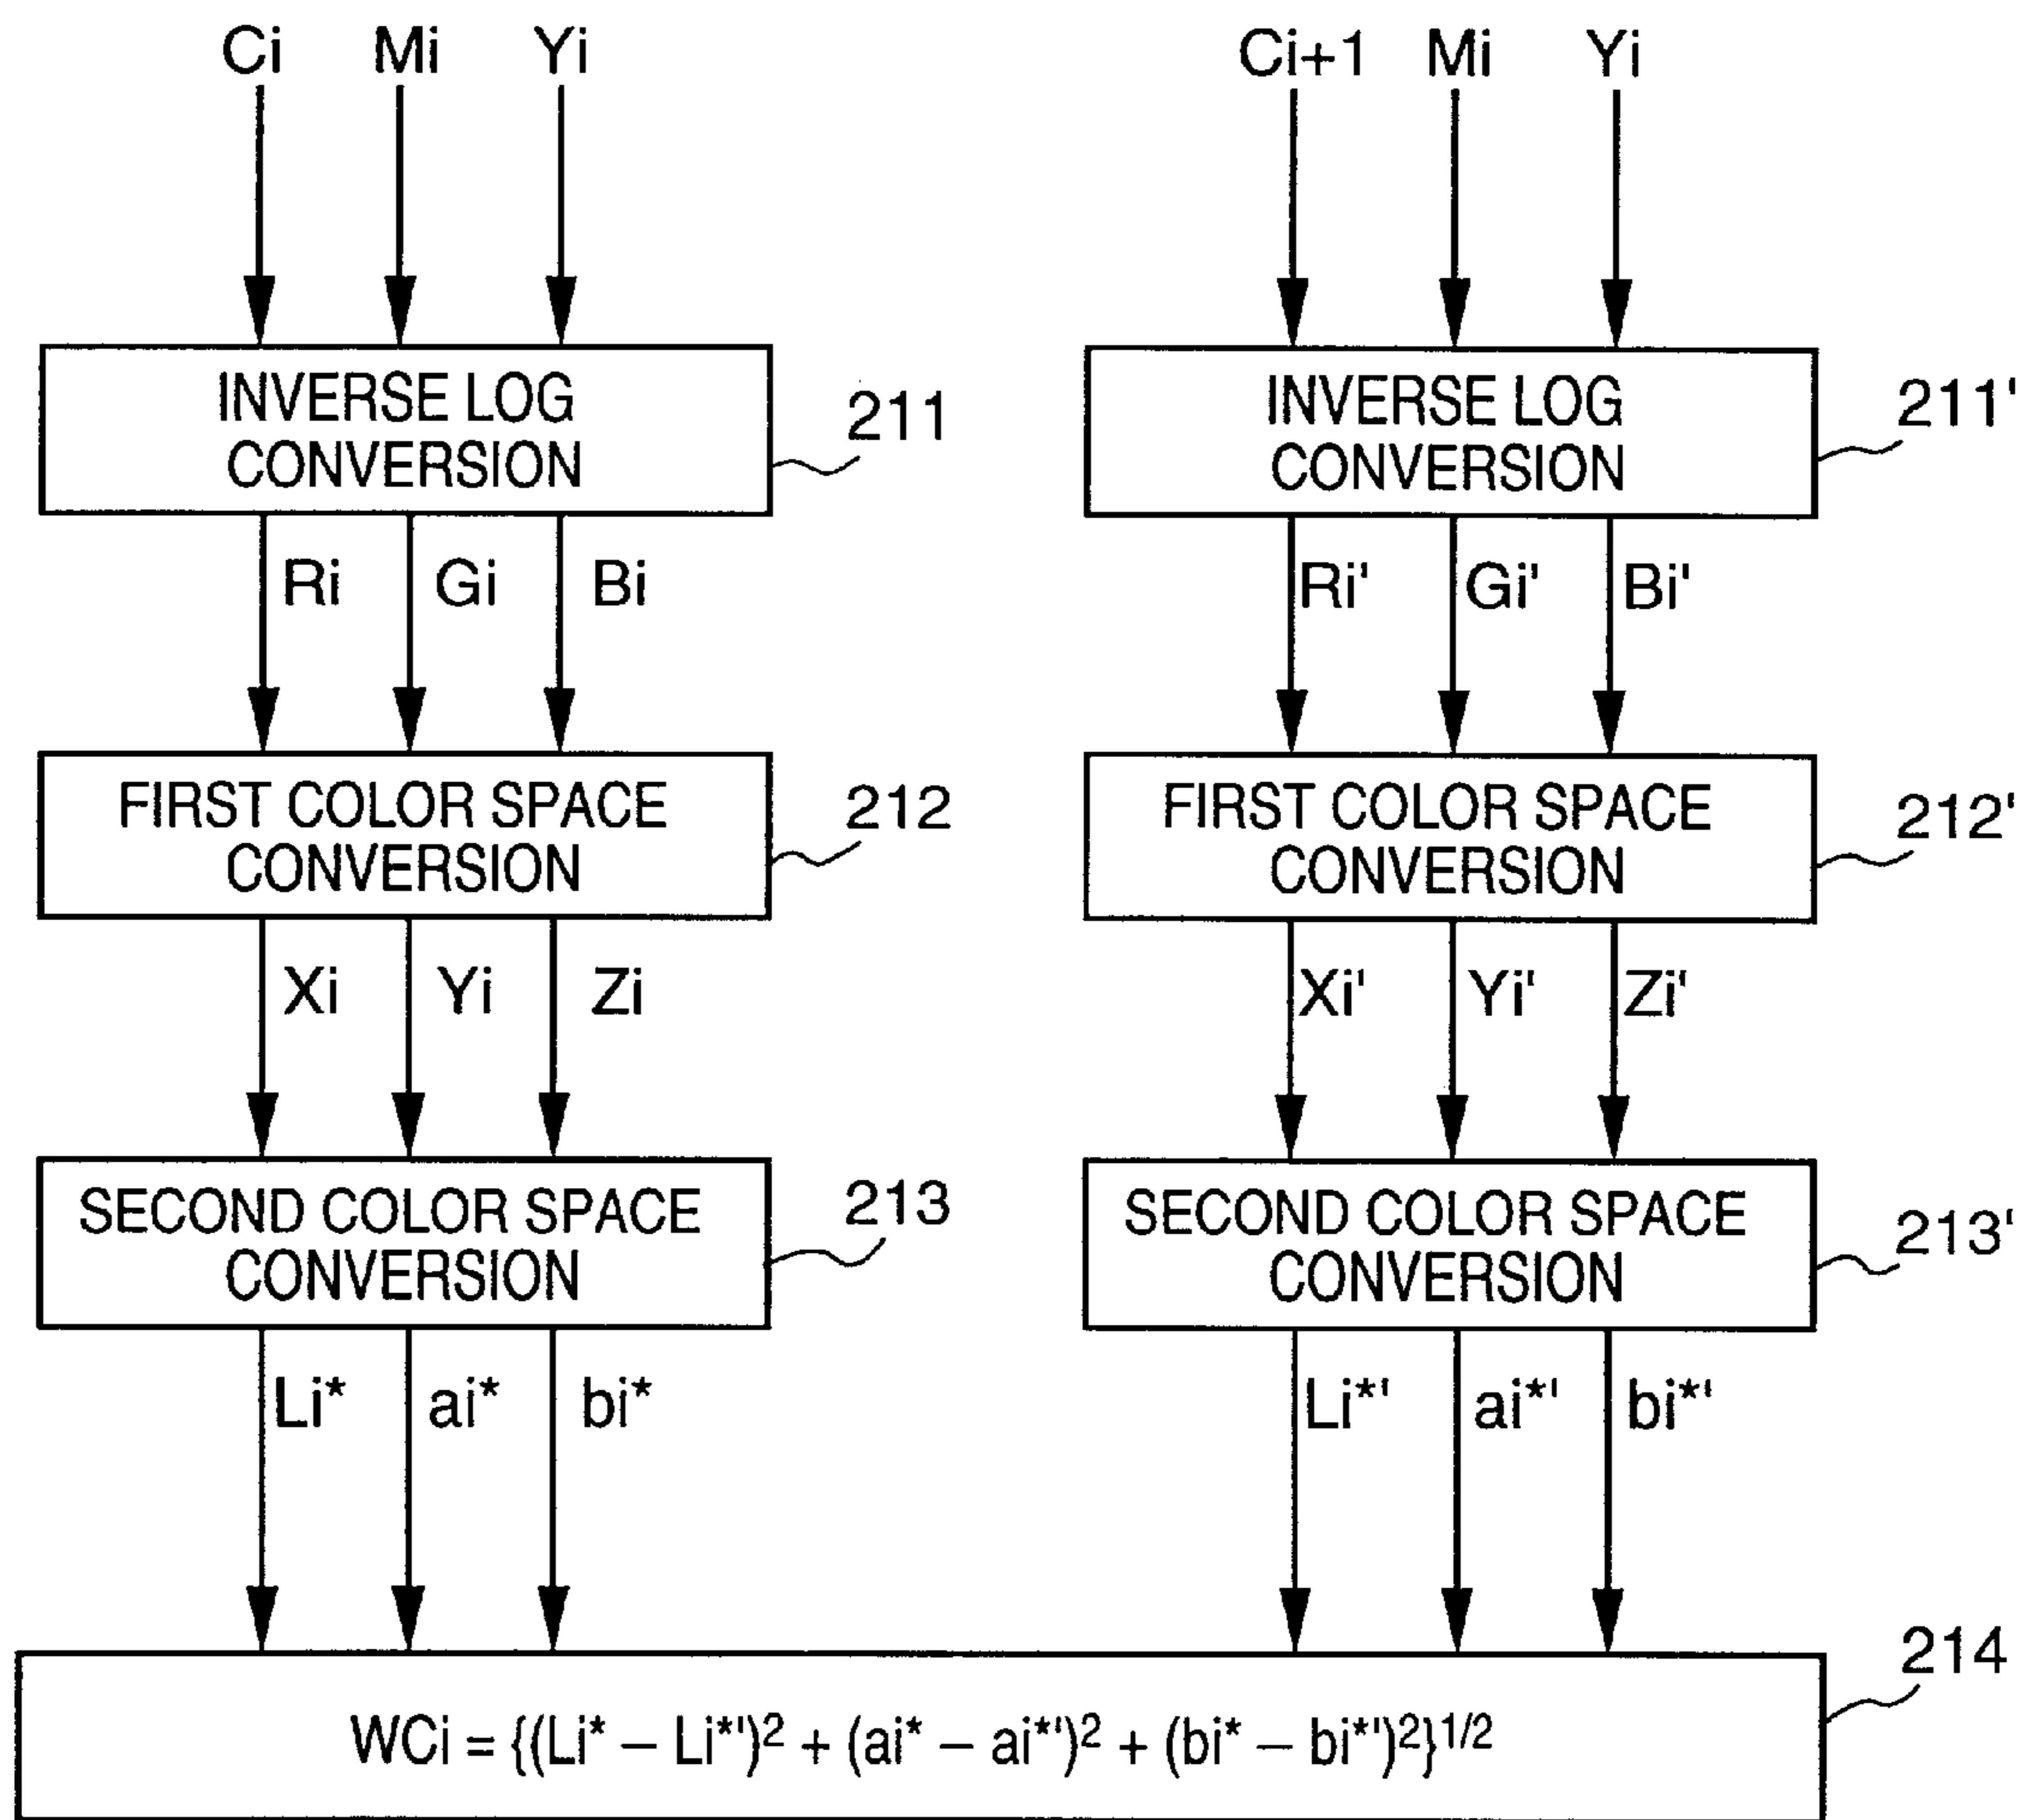 Ci Mi Yi
Ci+1 Mi Yi
INVERSE LOG
CONVERSION
211
INVERSE LOG
CONVERSION
211'
Ri Gi Bi
Ri' Gi' Bi'
FIRST COLOR SPACE
CONVERSION
212
FIRST COLOR SPACE
CONVERSION
212'
Xi Yi Zi
Xi' Yi' Zi'
SECOND COLOR SPACE
CONVERSION
213
SECOND COLOR SPACE
CONVERSION
213'
Li* ai* bi*
Li*' ai*' bi*'
214
WCi = {(Li* – Li*')2 + (ai* – ai*')2 + (bi* – bi*')2}1/2